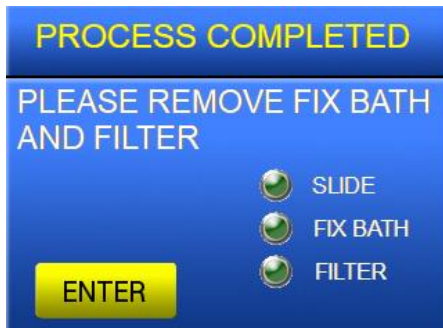 PROCESS COMPLETED
PLEASE REMOVE FIX BATH
AND FILTER
SLIDE
FIX BATH
FILTER
ENTER